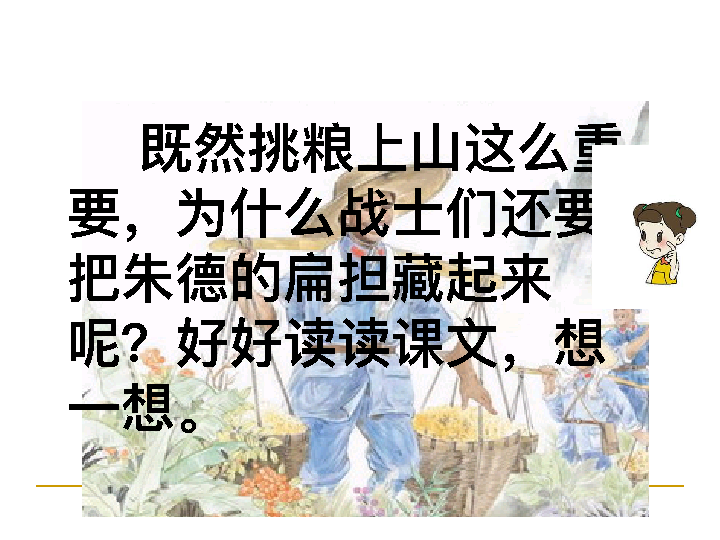 既然挑粮上山这么重
要，为什么战士们还要
把朱德的扁担藏起来
呢？好好读读课文，想
一想。